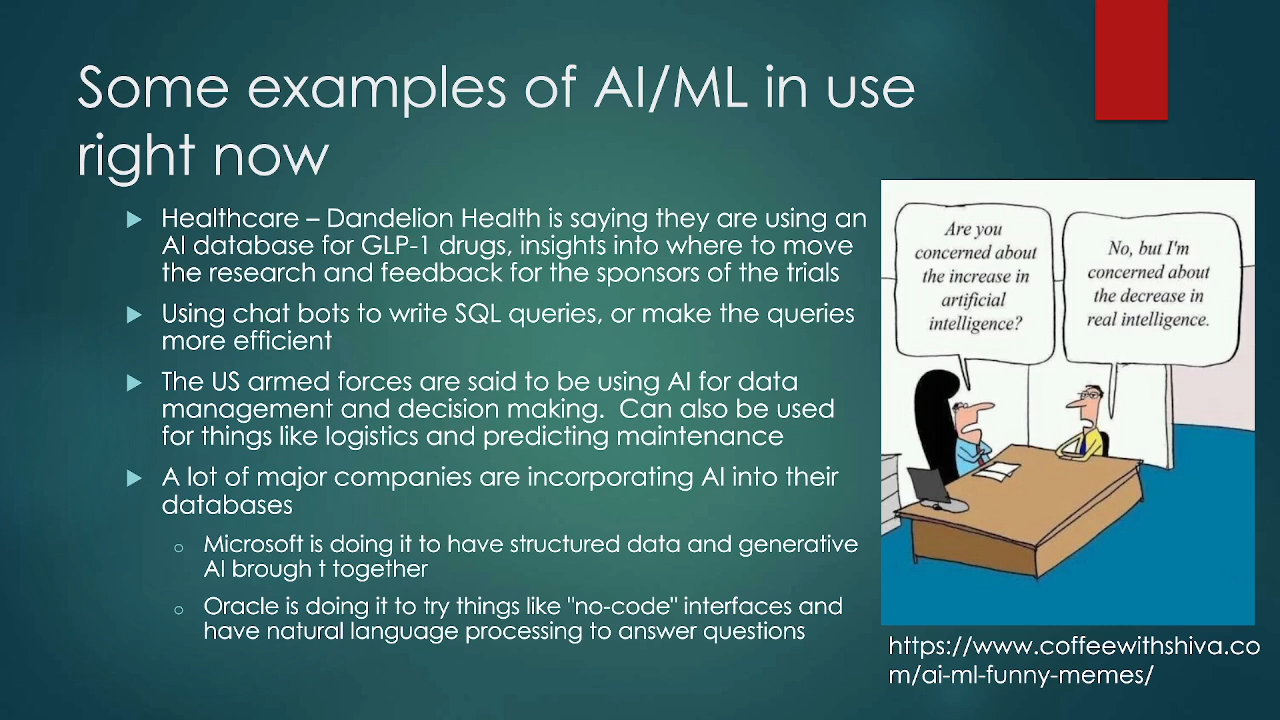 Some examples of AI/ML in use
right now
Healthcare – Dandelion Health is saying they are using an
AI database for GLP-1 drugs, insights into where to move
the research and feedback for the sponsors of the trials
Using chat bots to write SQL queries, or make the queries
more efficient
The US armed forces are said to be using AI for data
management and decision making.  Can also be used
for things like logistics and predicting maintenance
A lot of major companies are incorporating AI into their
databases
Microsoft is doing it to have structured data and generative
AI brough t together
Oracle is doing it to try things like "no-code" interfaces and
have natural language processing to answer questions
Are you
concerned about
the increase in
artificial
intelligence?
No, but I'm
concerned about
the decrease in
real intelligence.
https://www.coffeewithshiva.co
m/ai-ml-funny-memes/